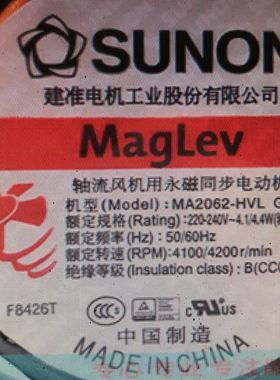 SUNON
建准电机工业股份有限公司
MagLev
轴流风机用永磁同步电动机
机型(Model): MA2062-HVL G
额定规格(Rating): 220-240V~4.1/4.4W
额定频率(Hz): 50/60Hz
额定转速(RPM): 4100/4200r/min
绝缘等级(Insulation class): B(CCC
F8426T
中国制造
MADE IN CHINA